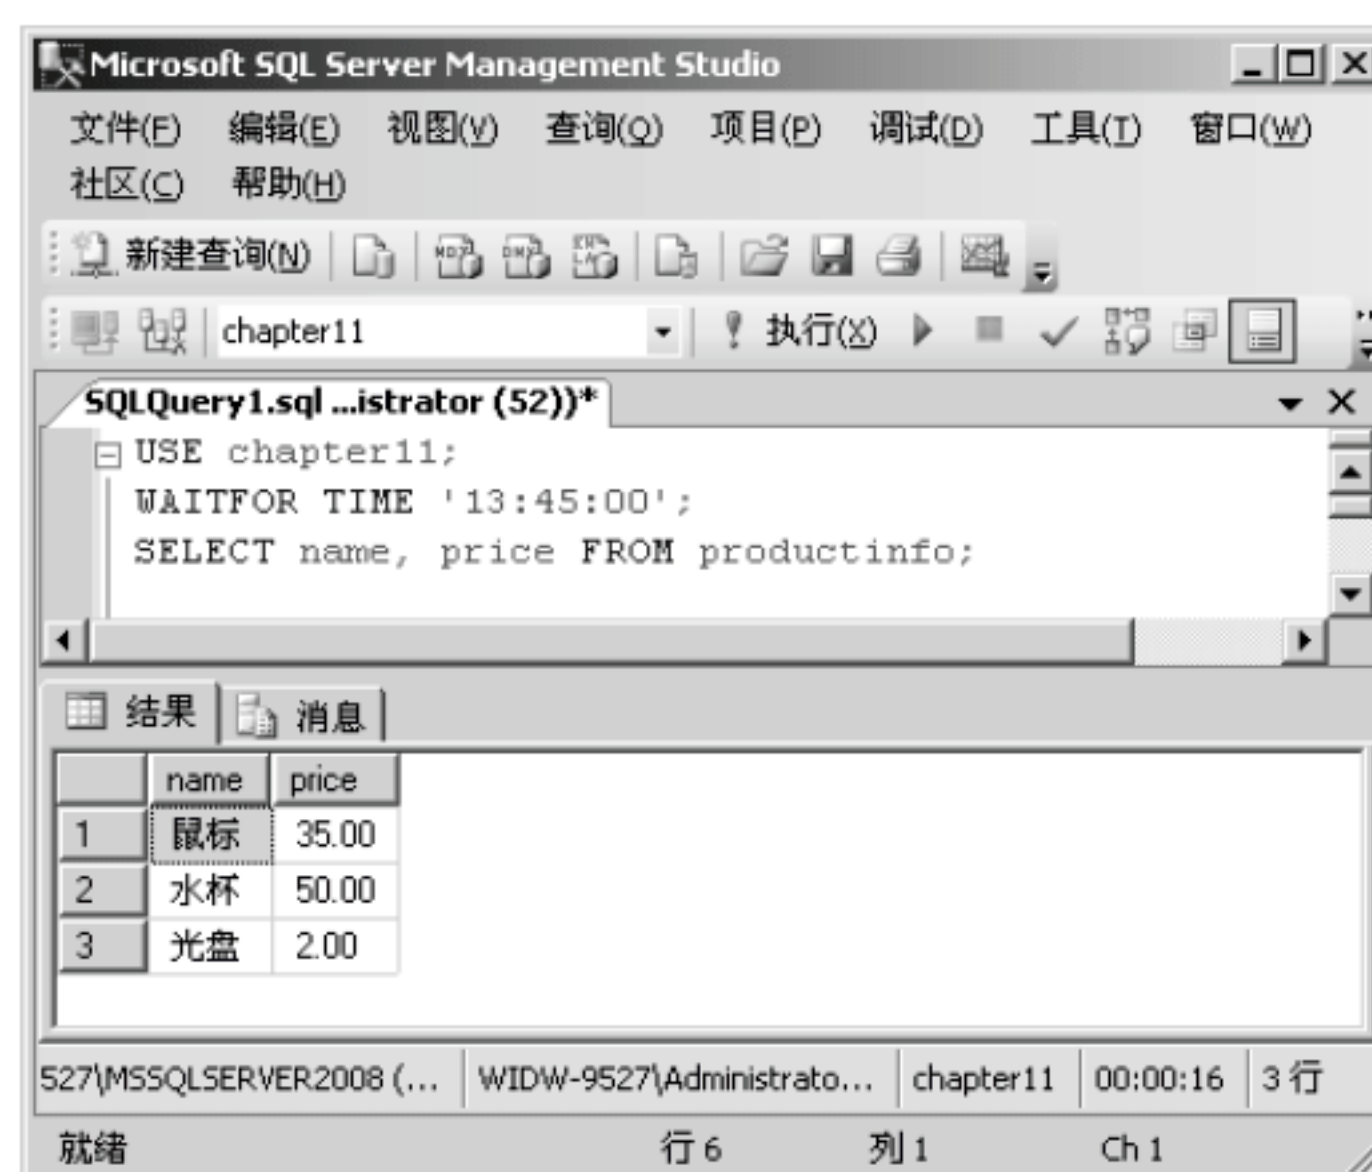 Microsoft SQL Server Management Studio
文件(F) 编辑(E) 视图(V) 查询(Q) 项目(P) 调试(D) 工具(T) 窗口(W)
社区(C) 帮助(H)
新建查询(N)
chapter11 执行(X)
SQLQuery1.sql ...istrator (52))*
USE chapter11;
WAITFOR TIME '13:45:00';
SELECT name, price FROM productinfo;
结果 消息
name price
1 鼠标 35.00
2 水杯 50.00
3 光盘 2.00
527\MSSQLSERVER2008 (... WIDW-9527\Administrato... chapter11 00:00:16 3 行
就绪 行 6 列 1 Ch 1